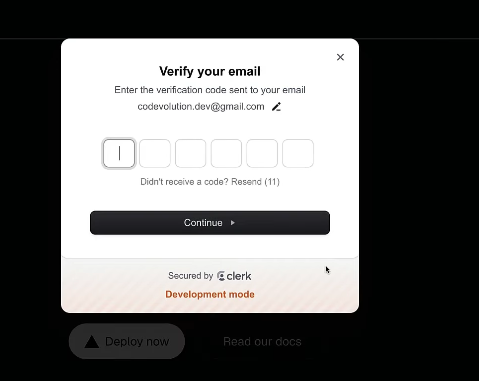 Verify your email
Enter the verification code sent to your email
codevolution.dev@gmail.com
Didn't receive a code? Resend (11)
Continue
Secured by clerk
Development mode
Deploy now
Read our docs